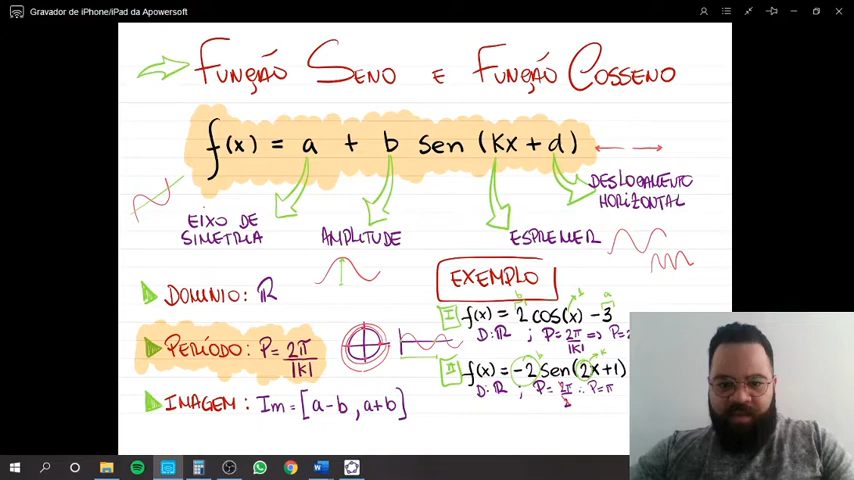 Gravador de iPhone/iPad da Apowersoft
FUNÇÃO SENO E FUNÇÃO COSSENO
f(x) = a + b sen (kx + d)
DESLOCAMENTO
HORIZONTAL
EIXO DE
SIMETRIA
AMPLITUDE
ESPREMER
EXEMPLO
DOMINIO: ℝ
b k a
I f(x) = 2 cos(x) - 3
D: ℝ ; P = 2π/|k| => P = 2
PERÍODO: P = 2π/|k|
b k
II f(x) = -2 sen(2x+1)
D: ℝ ; P = 2π/2 ∴ P = π
IMAGEM: Im = [a-b, a+b]